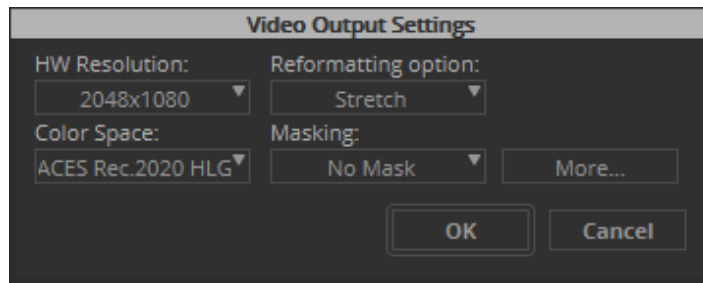 Video Output Settings
HW Resolution: Reformatting option:
2048x1080 Stretch
Color Space: Masking:
ACES Rec.2020 HLG No Mask More...
OK Cancel